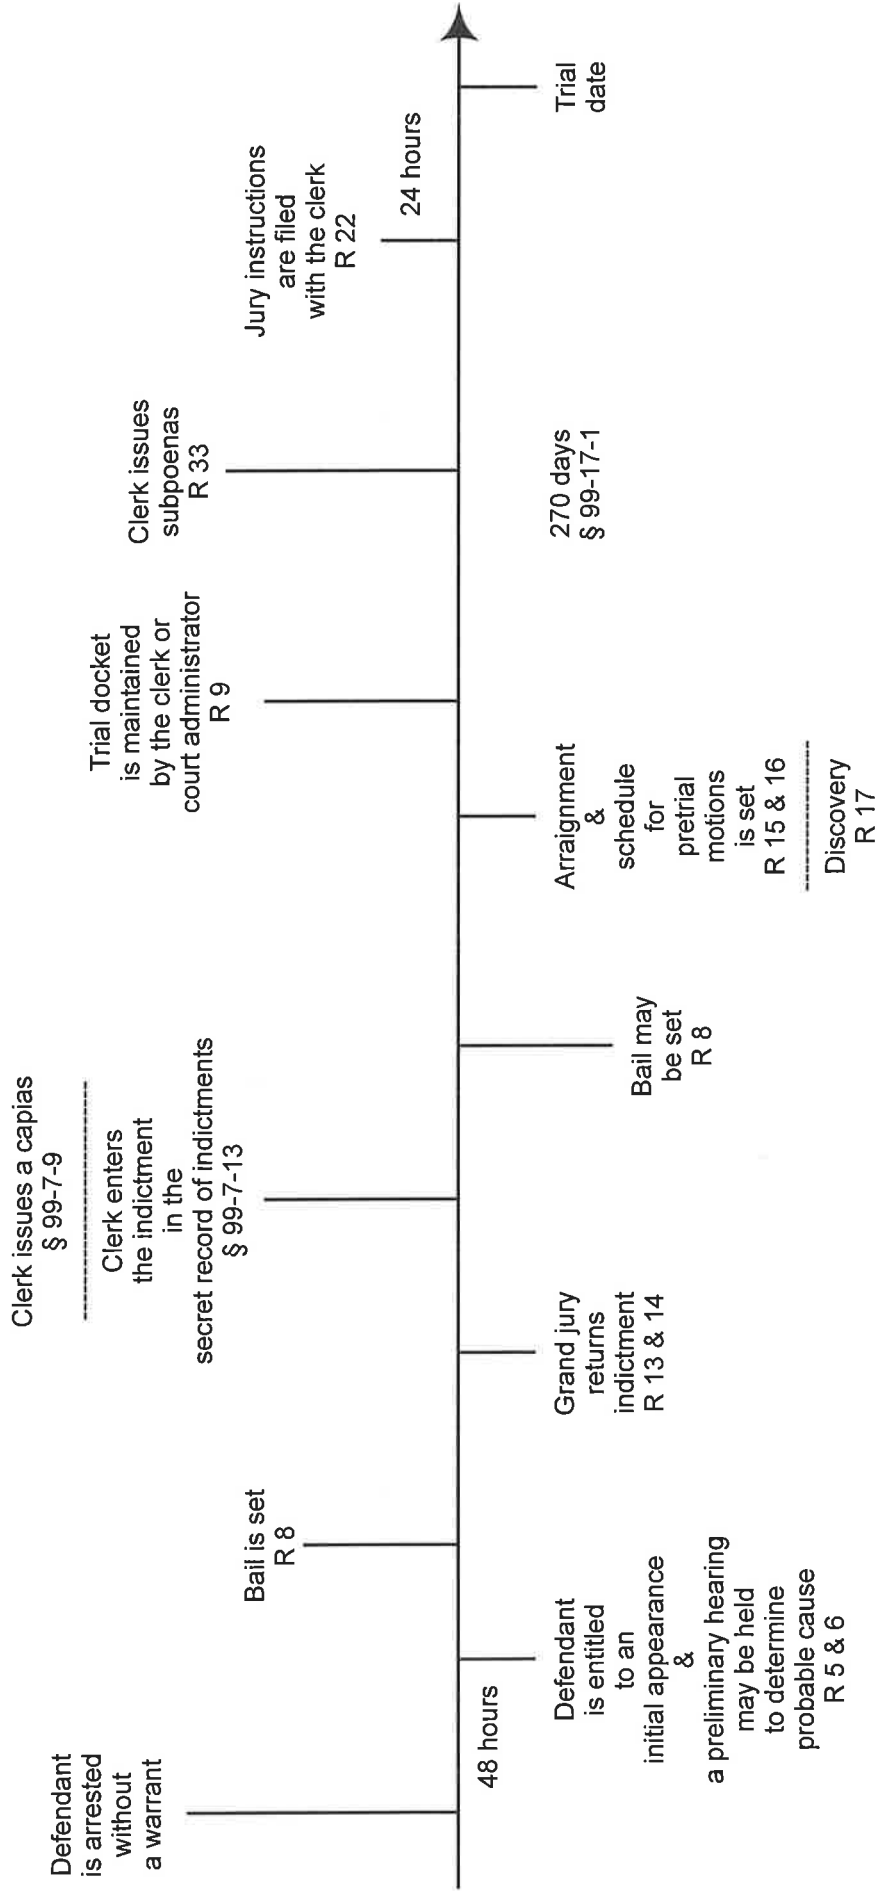 Defendant
is arrested
without
a warrant
48 hours
Defendant
is entitled
to an
initial appearance
&
a preliminary hearing
may be held
to determine
probable cause
R 5 & 6
Bail is set
R 8
Grand jury
returns
indictment
R 13 & 14
Clerk issues a capias
§ 99-7-9
Clerk enters
the indictment
in the
secret record of indictments
§ 99-7-13
Bail may
be set
R 8
Arraignment
&
schedule
for
pretrial
motions
is set
R 15 & 16
Discovery
R 17
Trial docket
is maintained
by the clerk or
court administrator
R 9
Clerk issues
subpoenas
R 33
270 days
§ 99-17-1
Jury instructions
are filed
with the clerk
R 22
24 hours
Trial
date